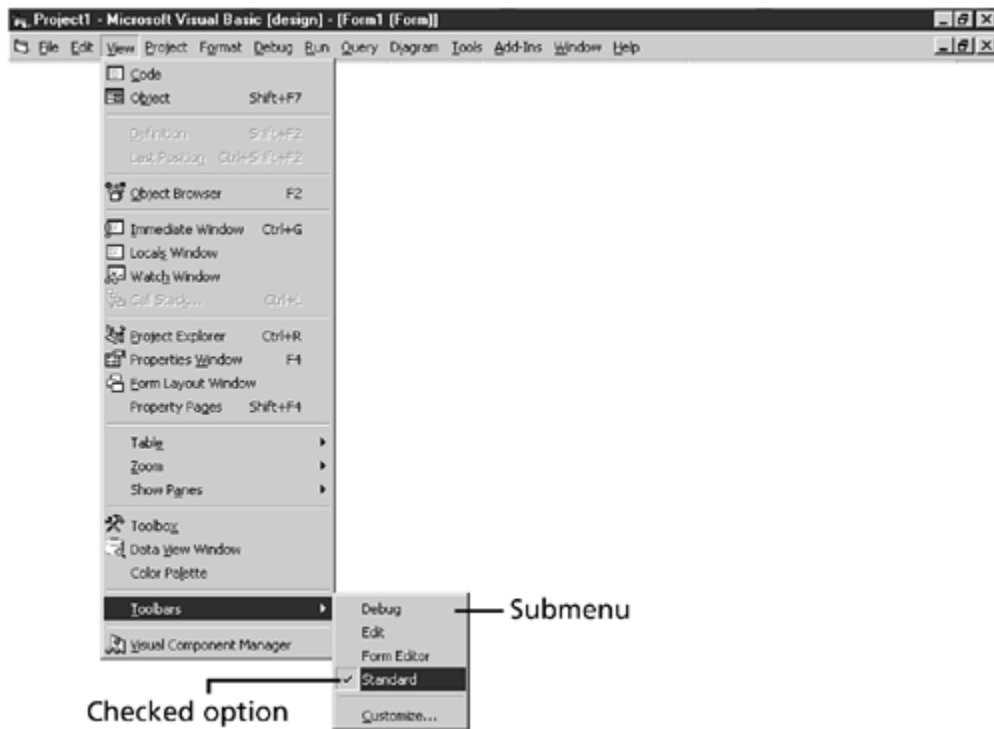 Project1 - Microsoft Visual Basic [design] - [Form1 (Form)]
File Edit View Project Format Debug Run Query Diagram Tools Add-Ins Window Help
Code
Object Shift+F7
Definition Shift+F2
Last Position Ctrl+Shift+F2
Object Browser F2
Immediate Window Ctrl+G
Locals Window
Watch Window
Call Stack... Ctrl+L
Project Explorer Ctrl+R
Properties Window F4
Form Layout Window
Property Pages Shift+F4
Table
Zoom
Show Panes
Toolbox
Data View Window
Color Palette
Toolbars
Debug
Submenu
Edit
Visual Component Manager
Form Editor
Standard
Checked option
Customize...